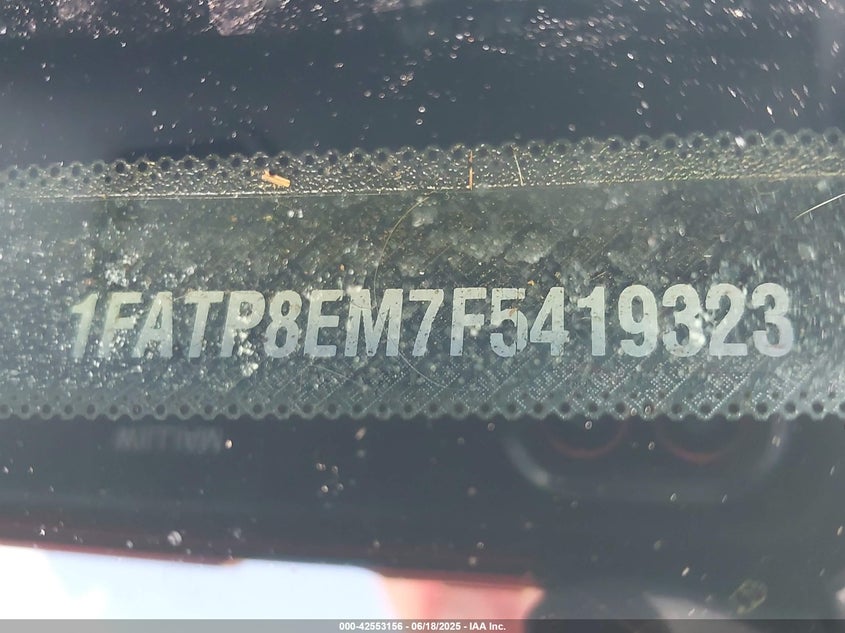 1FATP8EM7F5419323
000-42553156 - 06/18/2025 - IAA Inc.